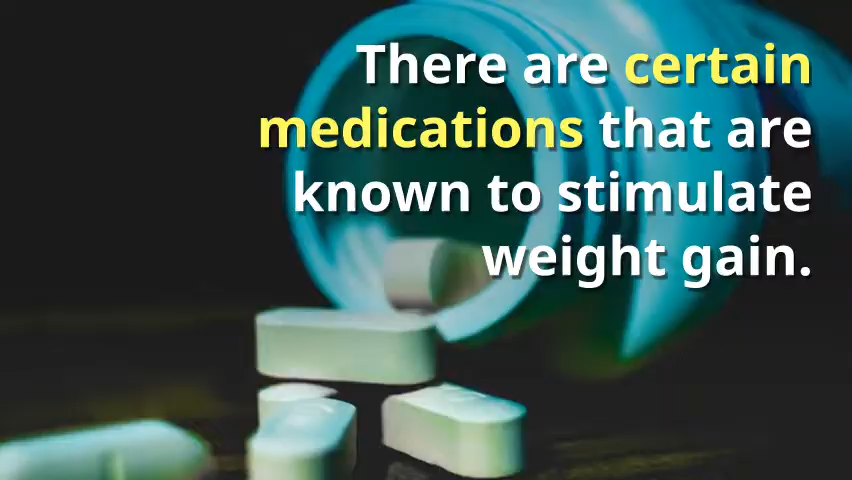 There are certain
medications that are
known to stimulate
weight gain.